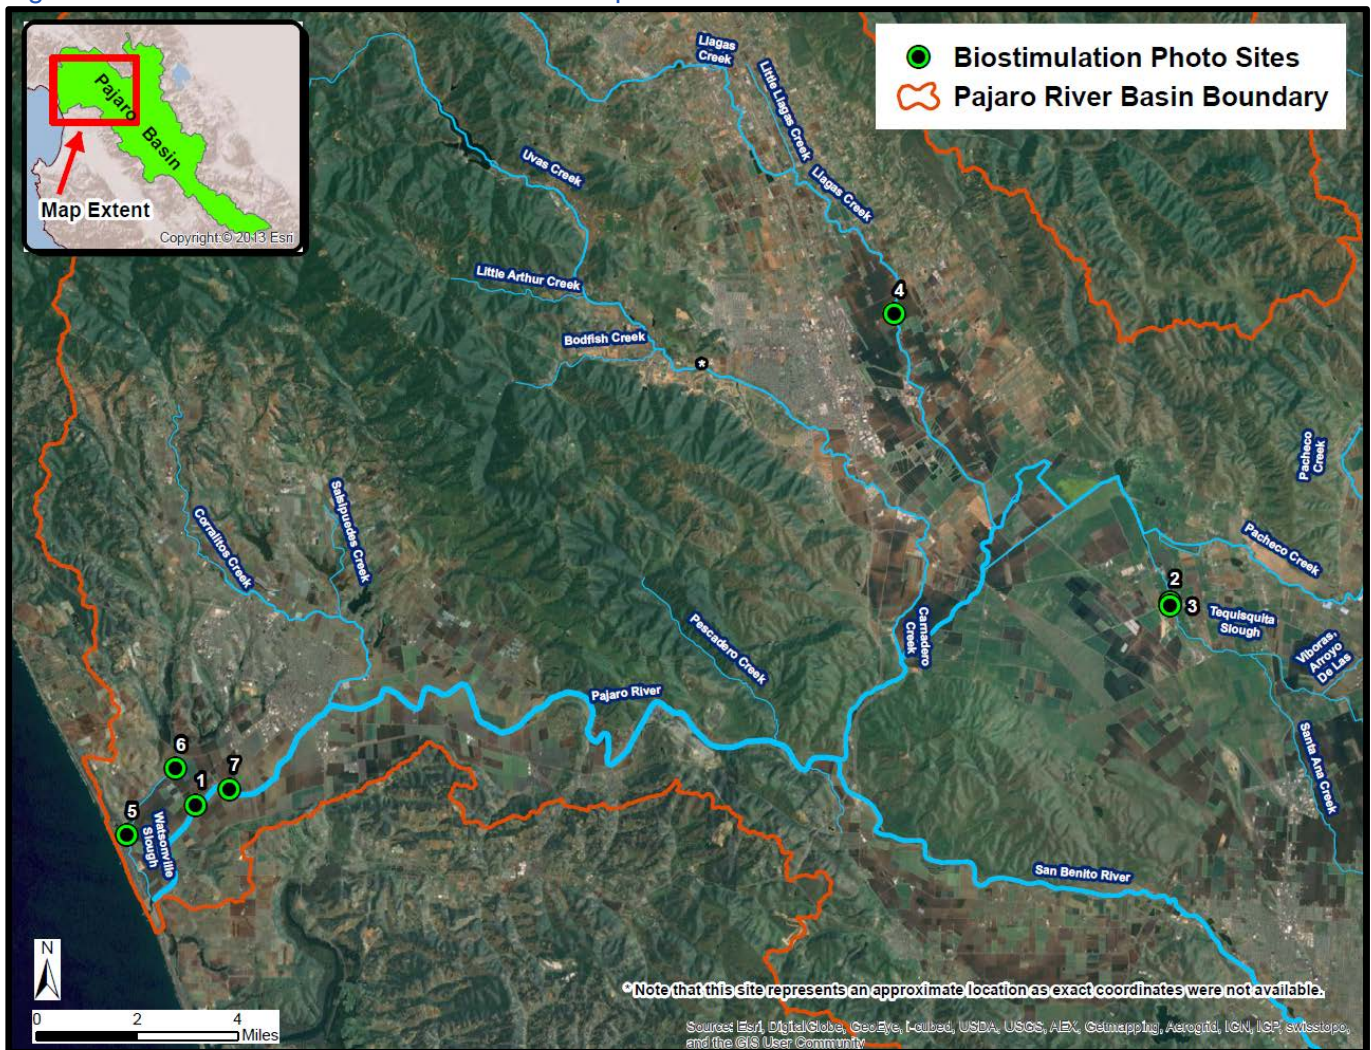 Pajaro
Basin
Map Extent
Copyright:© 2013 Esri
Biostimulation Photo Sites
Pajaro River Basin Boundary
Llagas
Creek
Little Llagas Creek
Uvas Creek
Llagas Creek
Little Arthur Creek
4
Bodfish Creek
*
Pacheco
Creek
Salsipuedes Creek
Corralitos Creek
Pacheco Creek
2
3
Tequisquita
Slough
Carnadero
Creek
Pescadero Creek
Viboras,
Arroyo
De Las
Pajaro River
Santa Ana Creek
6
7
1
5
Watsonville
Slough
San Benito River
N
* Note that this site represents an approximate location as exact coordinates were not available.
0 2 4
Miles
Source: Esri, DigitalGlobe, GeoEye, i-cubed, USDA, USGS, AEX, Getmapping, Aerogrid, IGN, IGP, swisstopo,
and the GIS User Community